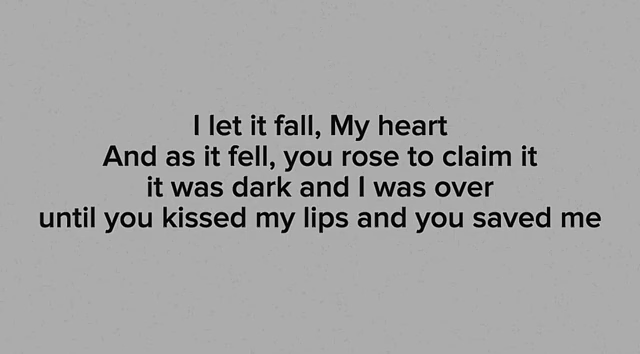 I let it fall, My heart
And as it fell, you rose to claim it
it was dark and I was over
until you kissed my lips and you saved me